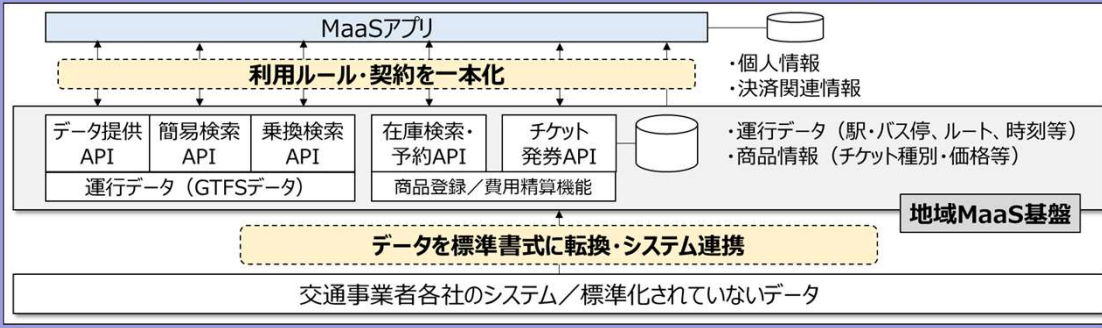 MaaSアプリ
・個人情報
・決済関連情報
利用ルール・契約を一本化
データ提供
API
簡易検索
API
乗換検索
API
在庫検索・
予約API
チケット
発券API
運行データ（GTFSデータ）
商品登録／費用精算機能
・運行データ（駅・バス停、ルート、時刻等）
・商品情報（チケット種別・価格等）
地域MaaS基盤
データを標準書式に転換・システム連携
交通事業者各社のシステム／標準化されていないデータ